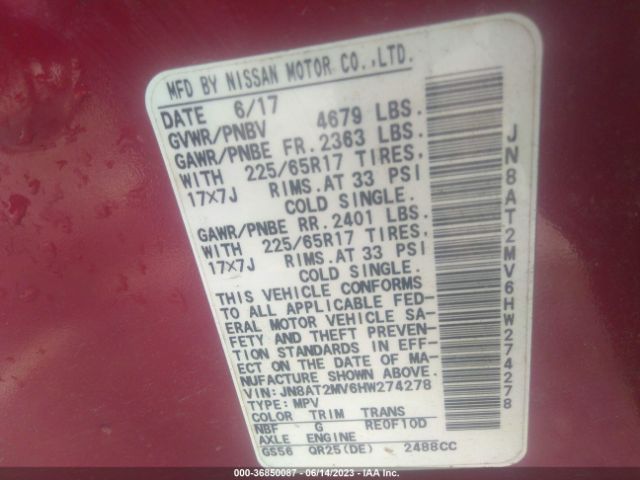 MFD BY NISSAN MOTOR CO.,LTD.
DATE 6/17
GVWR/PNBV 4679 LBS.
GAWR/PNBE FR. 2363 LBS.
WITH 225/65R17 TIRES,
17X7J RIMS.AT 33 PSI
COLD SINGLE.
GAWR/PNBE RR. 2401 LBS.
WITH 225/65R17 TIRES,
17X7J RIMS.AT 33 PSI
COLD SINGLE.
THIS VEHICLE CONFORMS
TO ALL APPLICABLE FED-
ERAL MOTOR VEHICLE SA-
FETY AND THEFT PREVEN-
TION STANDARDS IN EFF-
ECT ON THE DATE OF MA-
NUFACTURE SHOWN ABOVE.
VIN: JN8AT2MV6HW274278
TYPE: MPV
COLOR TRIM TRANS
NBF G RE0F10D
AXLE ENGINE
GS56 QR25(DE) 2488CC
JN8AT2MV6HW274278
000-36850087 - 06/14/2023 - IAA Inc.